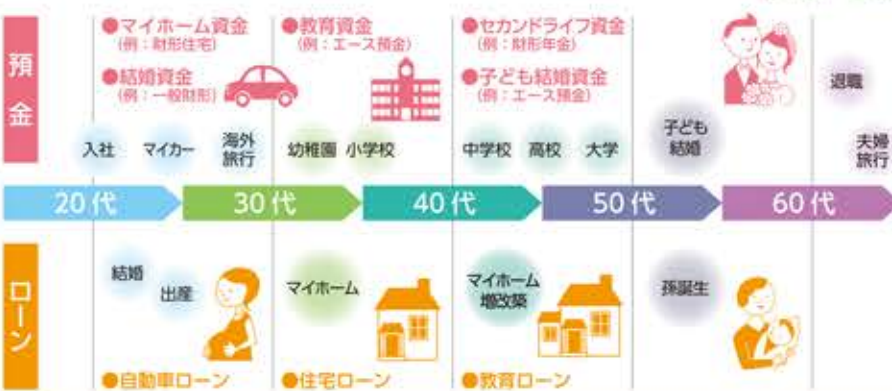 預金
●マイホーム資金
(例：財形住宅)
●結婚資金
(例：一般財形)
●教育資金
(例：エース預金)
●セカンドライフ資金
(例：財形年金)
●子ども結婚資金
(例：エース預金)
入社
マイカー
海外
旅行
幼稚園
小学校
中学校
高校
大学
子ども
結婚
退職
夫婦
旅行
20代
30代
40代
50代
60代
ローン
結婚
出産
マイホーム
マイホーム
増改築
孫誕生
●自動車ローン
●住宅ローン
●教育ローン